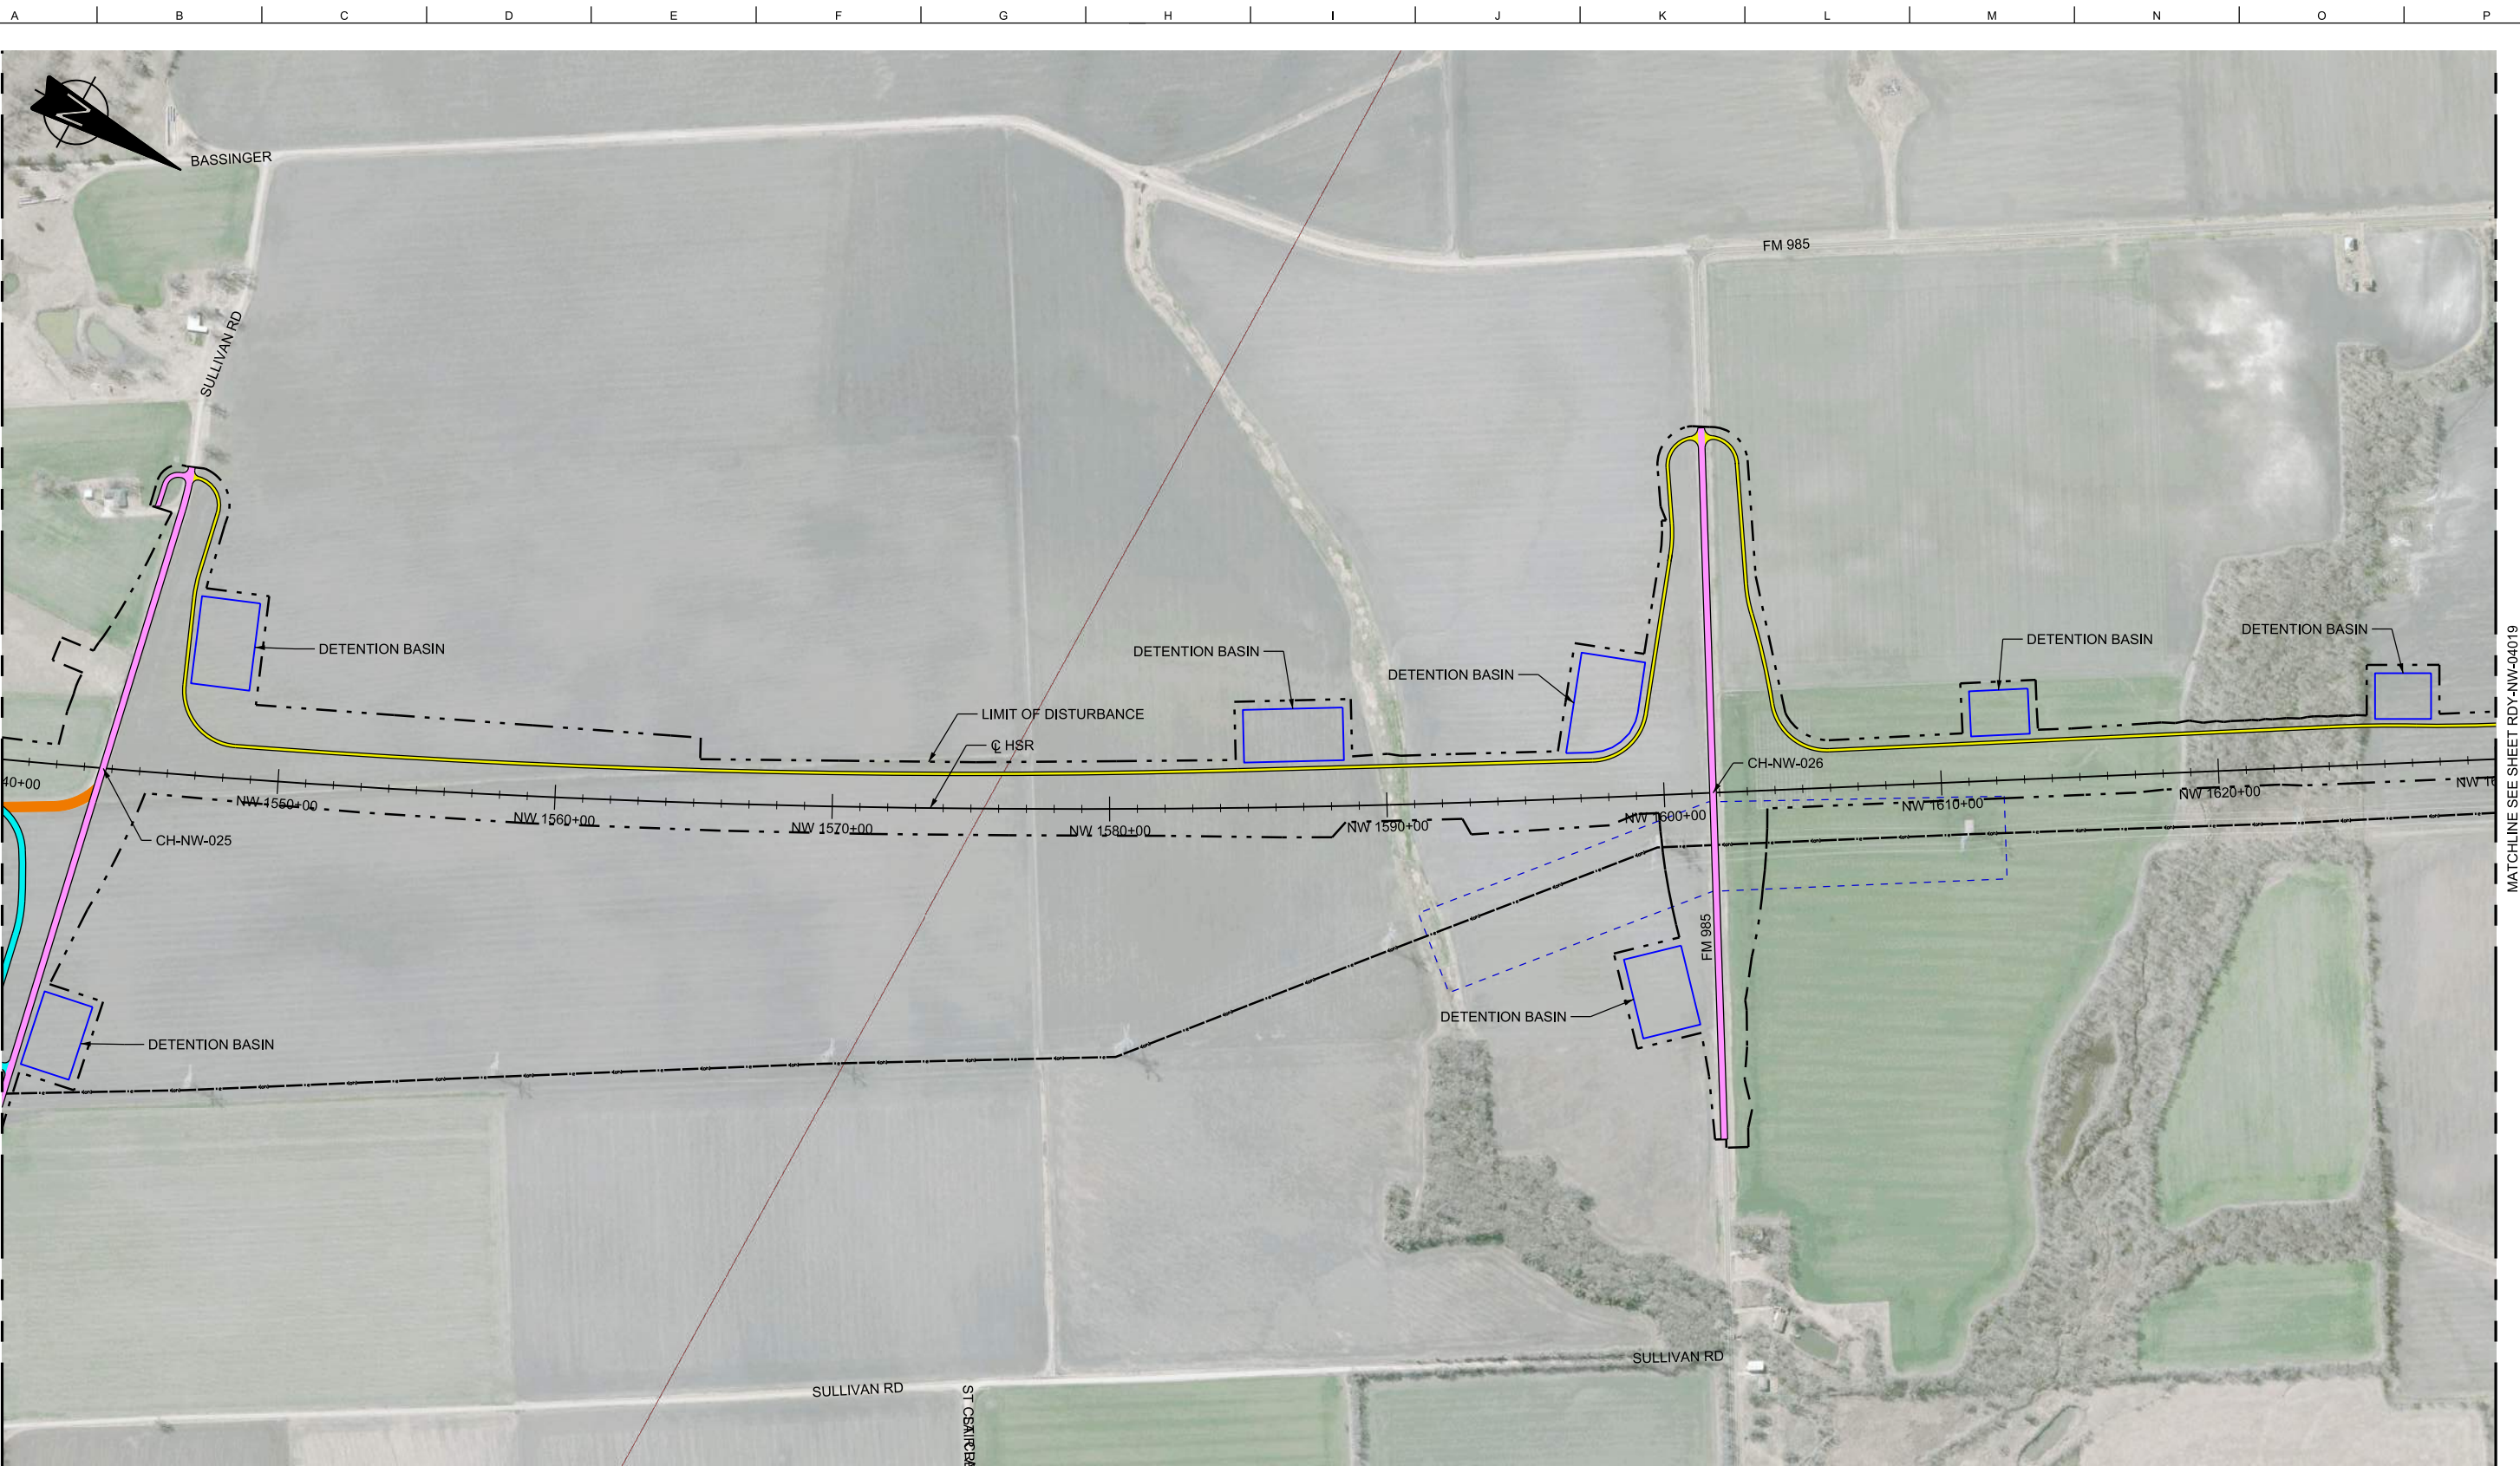 A B C D E F G H I J K L M N O P
BASSINGER
FM 985
SULLIVAN RD
DETENTION BASIN
DETENTION BASIN
DETENTION BASIN
DETENTION BASIN
DETENTION BASIN
LIMIT OF DISTURBANCE
℄ HSR
CH-NW-026
40+00
NW 1550+00
NW 1560+00
NW 1570+00
NW 1580+00
NW 1590+00
NW 1600+00
NW 1610+00
NW 1620+00
CH-NW-025
FM 985
DETENTION BASIN
DETENTION BASIN
SULLIVAN RD
SULLIVAN RD
MATCHLINE SEE SHEET RDY-NW-04019